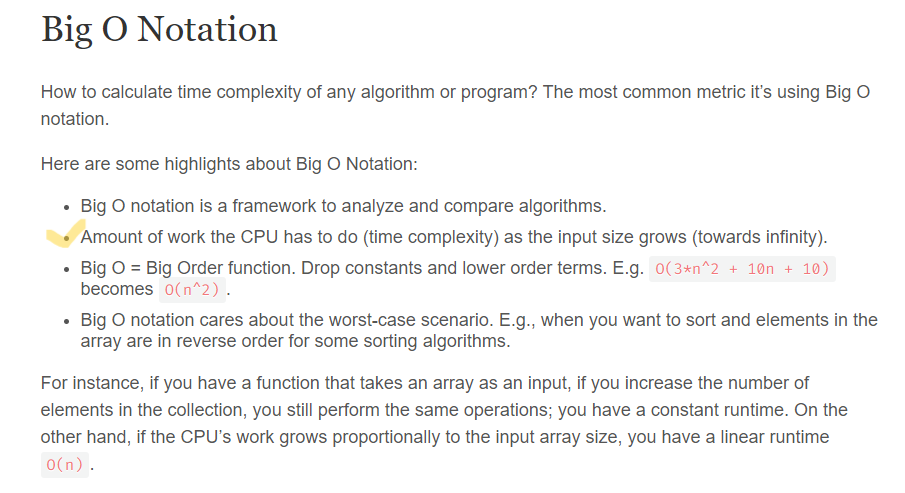 Big O Notation
How to calculate time complexity of any algorithm or program? The most common metric it’s using Big O
notation.
Here are some highlights about Big O Notation:
• Big O notation is a framework to analyze and compare algorithms.
• Amount of work the CPU has to do (time complexity) as the input size grows (towards infinity).
• Big O = Big Order function. Drop constants and lower order terms. E.g. O(3*n^2 + 10n + 10)
becomes O(n^2) .
• Big O notation cares about the worst-case scenario. E.g., when you want to sort and elements in the
array are in reverse order for some sorting algorithms.
For instance, if you have a function that takes an array as an input, if you increase the number of
elements in the collection, you still perform the same operations; you have a constant runtime. On the
other hand, if the CPU’s work grows proportionally to the input array size, you have a linear runtime
O(n) .